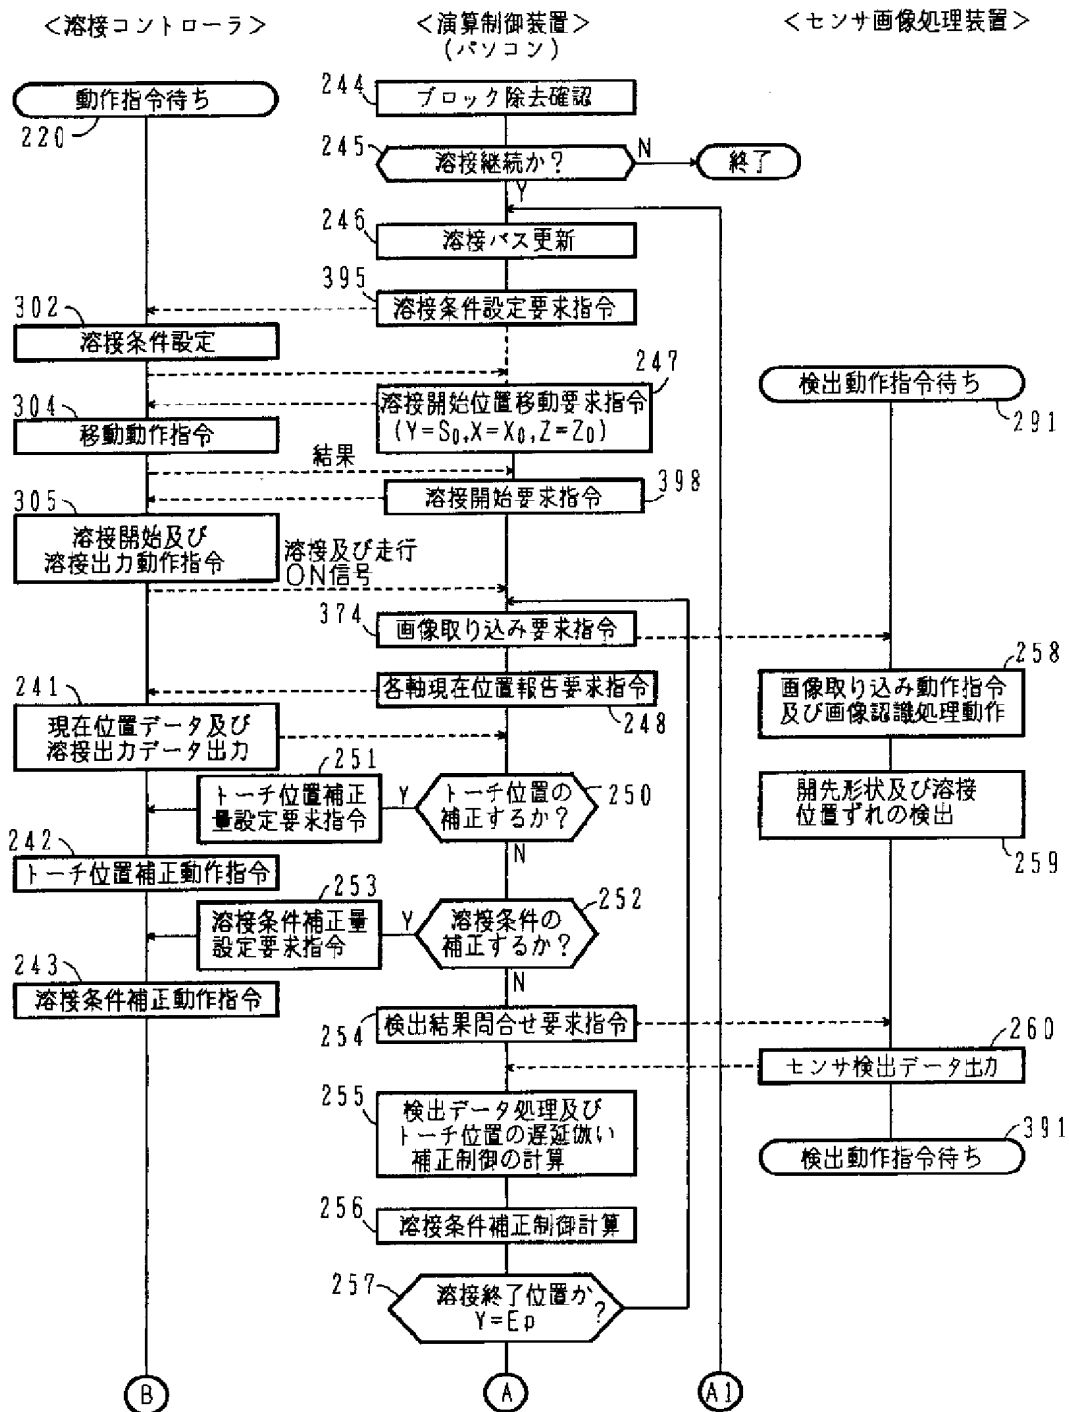 <溶接コントローラ>
<演算制御装置>
(パソコン)
<センサ画像処理装置>
動作指令待ち
220
244
ブロック除去確認
245
溶接継続か?
N
終了
Y
246
溶接パス更新
395
溶接条件設定要求指令
302
溶接条件設定
247
溶接開始位置移動要求指令
(Y=S0,X=X0,Z=Z0)
検出動作指令待ち
291
304
移動動作指令
結果
溶接開始要求指令
398
305
溶接開始及び
溶接出力動作指令
溶接及び走行
ON信号
374
画像取り込み要求指令
258
画像取り込み動作指令
及び画像認識処理動作
各軸現在位置報告要求指令
248
241
現在位置データ及び
溶接出力データ出力
251
トーチ位置補正
量設定要求指令
Y
トーチ位置の
補正するか?
250
N
開先形状及び溶接
位置ずれの検出
259
242
トーチ位置補正動作指令
253
溶接条件補正量
設定要求指令
Y
溶接条件の
補正するか?
252
N
243
溶接条件補正動作指令
254
検出結果問合せ要求指令
260
センサ検出データ出力
255
検出データ処理及び
トーチ位置の遅延倣い
補正制御の計算
391
検出動作指令待ち
256
溶接条件補正制御計算
257
溶接終了位置か
Y=Ep
?
B
A
A1